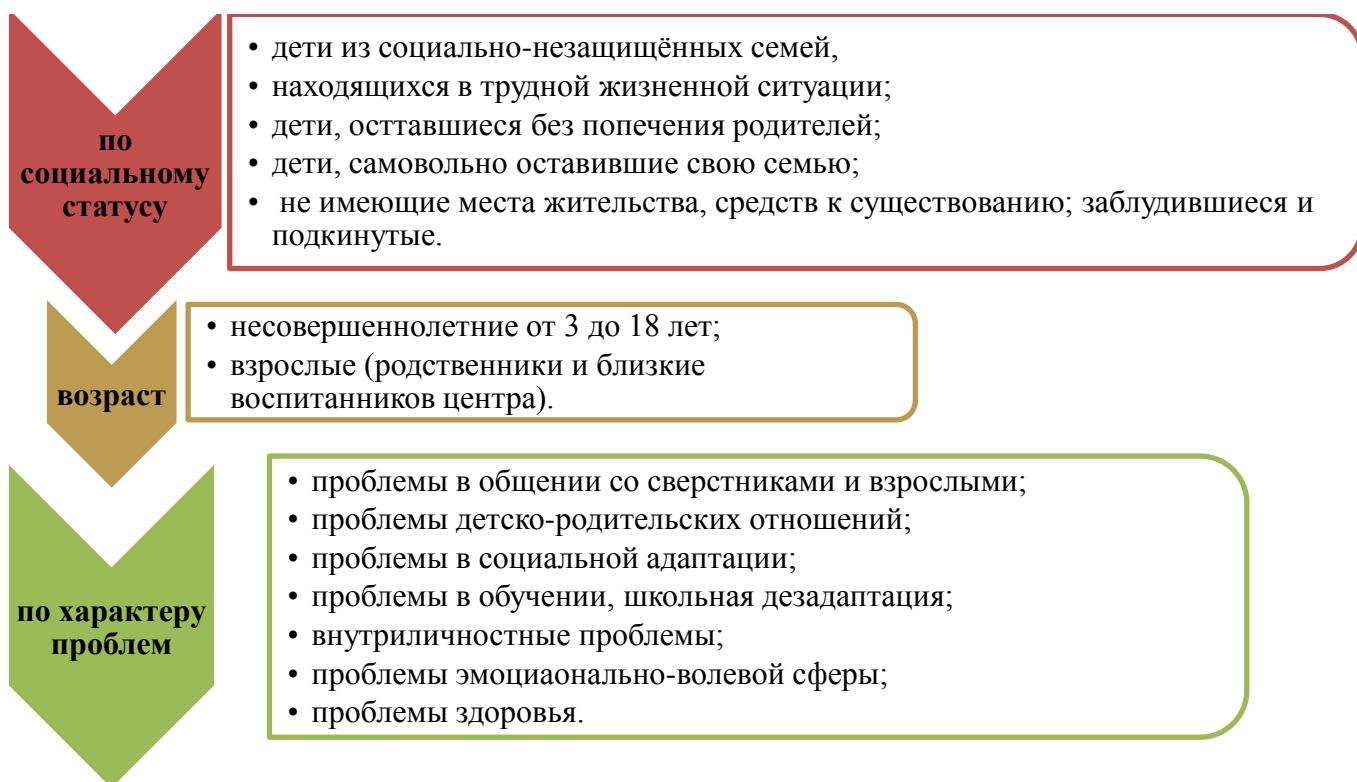 по
социальному
статусу
• дети из социально-незащищённых семей,
• находящихся в трудной жизненной ситуации;
• дети, осттавшиеся без попечения родителей;
• дети, самовольно оставившие свою семью;
• не имеющие места жительства, средств к существованию; заблудившиеся и
подкинутые.
возраст
• несовершеннолетние от 3 до 18 лет;
• взрослые (родственники и близкие
воспитанников центра).
по характеру
проблем
• проблемы в общении со сверстниками и взрослыми;
• проблемы детско-родительских отношений;
• проблемы в социальной адаптации;
• проблемы в обучении, школьная дезадаптация;
• внутриличностные проблемы;
• проблемы эмоциаонально-волевой сферы;
• проблемы здоровья.